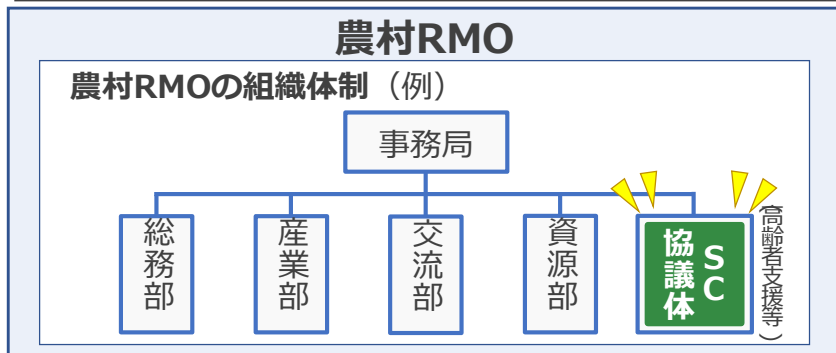 農村RMO
農村RMOの組織体制（例）
事務局
総務部
産業部
交流部
資源部
SC
協議体
（高齢者支援等）